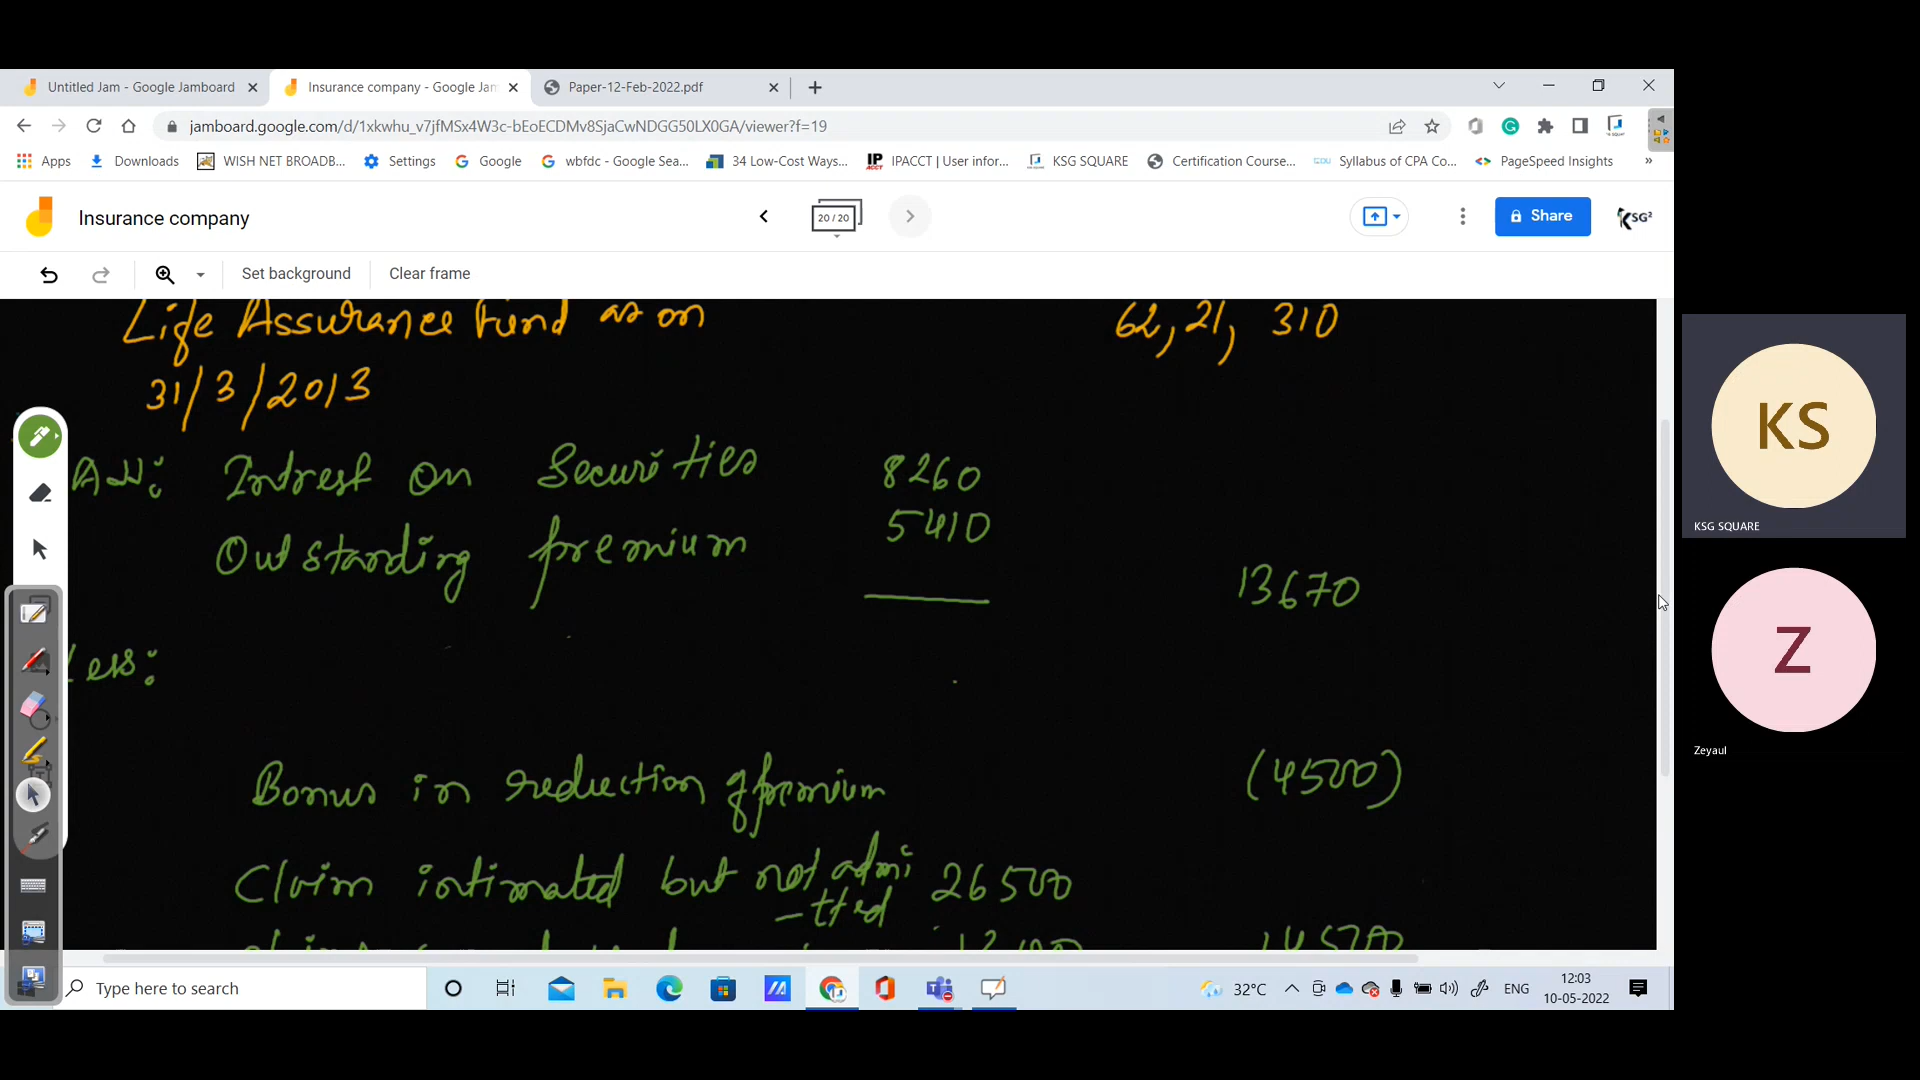 Untitled Jam - Google Jamboard
Insurance company - Google Jam
Paper-12-Feb-2022.pdf
jamboard.google.com/d/1xkwhu_v7jfMSx4W3c-bEoECDMv8SjaCwNDGG50LX0GA/viewer?f=19
Apps Downloads WISH NET BROADB... Settings Google wbfdc - Google Sea... 34 Low-Cost Ways... IPACCT | User infor... KSG SQUARE Certification Course... Syllabus of CPA Co... PageSpeed Insights »
Insurance company
20 / 20
Share
KSG²
Set background Clear frame
Life Assurance Fund as on 62,21, 310
31/3/2013
Add: Intrest On Securities 8260
Outstanding premium 5410
13670
Less:
Bonus in reduction of premium (4500)
Claim intimated but not admi 26500
-tted
KS
KSG SQUARE
Z
Zeyaul
Type here to search
32°C
ENG
12:03
10-05-2022